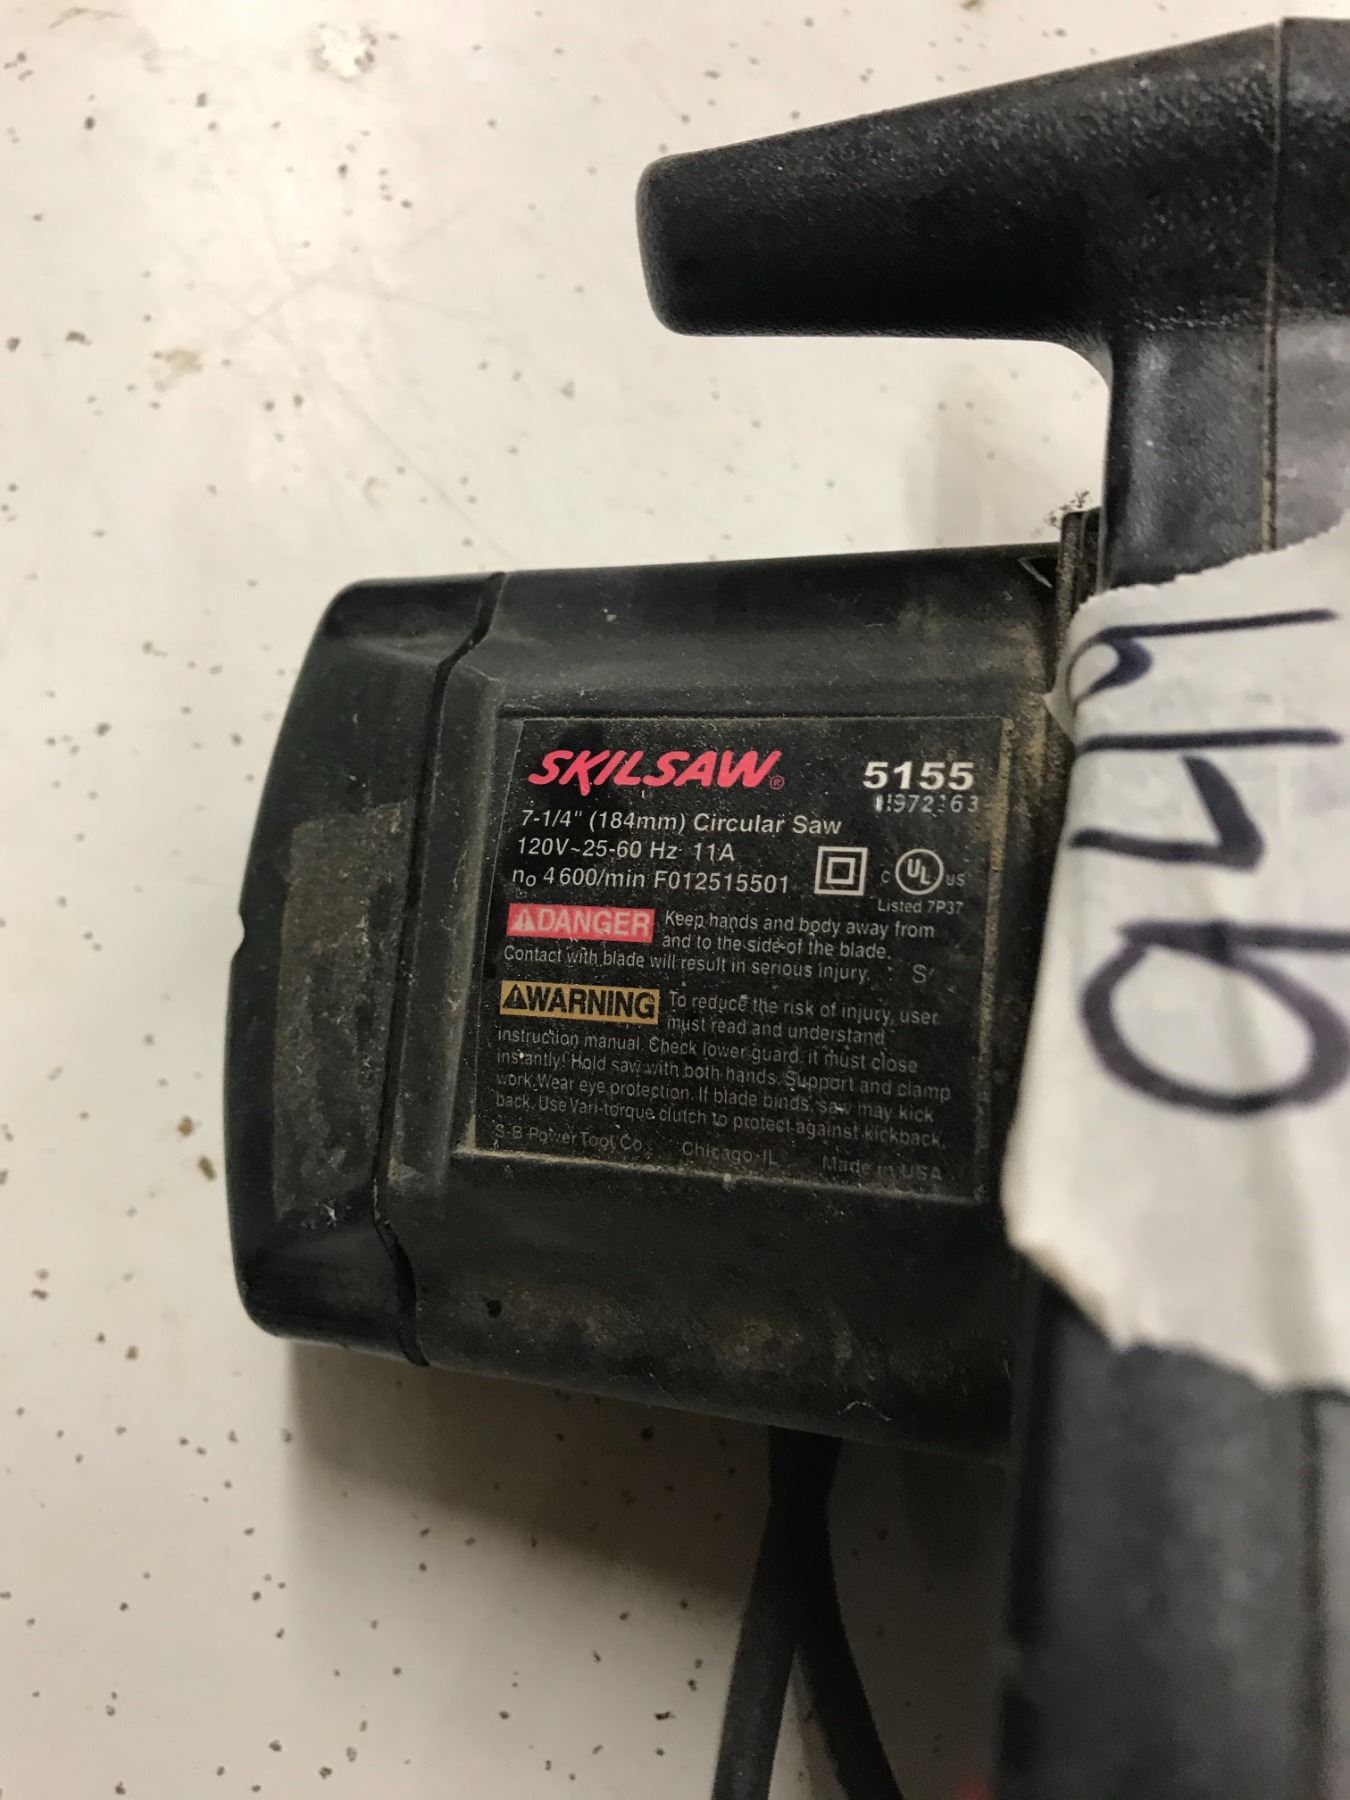 SKILSAW® 5155
7-1/4" (184mm) Circular Saw
120V~25-60 Hz 11A
n₀ 4600/min F012515501
C UL US
Listed 7P37
DANGER Keep hands and body away from
and to the side of the blade.
Contact with blade will result in serious injury. S
WARNING To reduce the risk of injury, user
must read and understand
instruction manual. Check lower guard, it must close
instantly! Hold saw with both hands. Support and clamp
work. Wear eye protection. If blade binds, saw may kick
back. Use Vari-torque clutch to protect against kickback.
S-B Power Tool Co. Chicago IL Made in USA